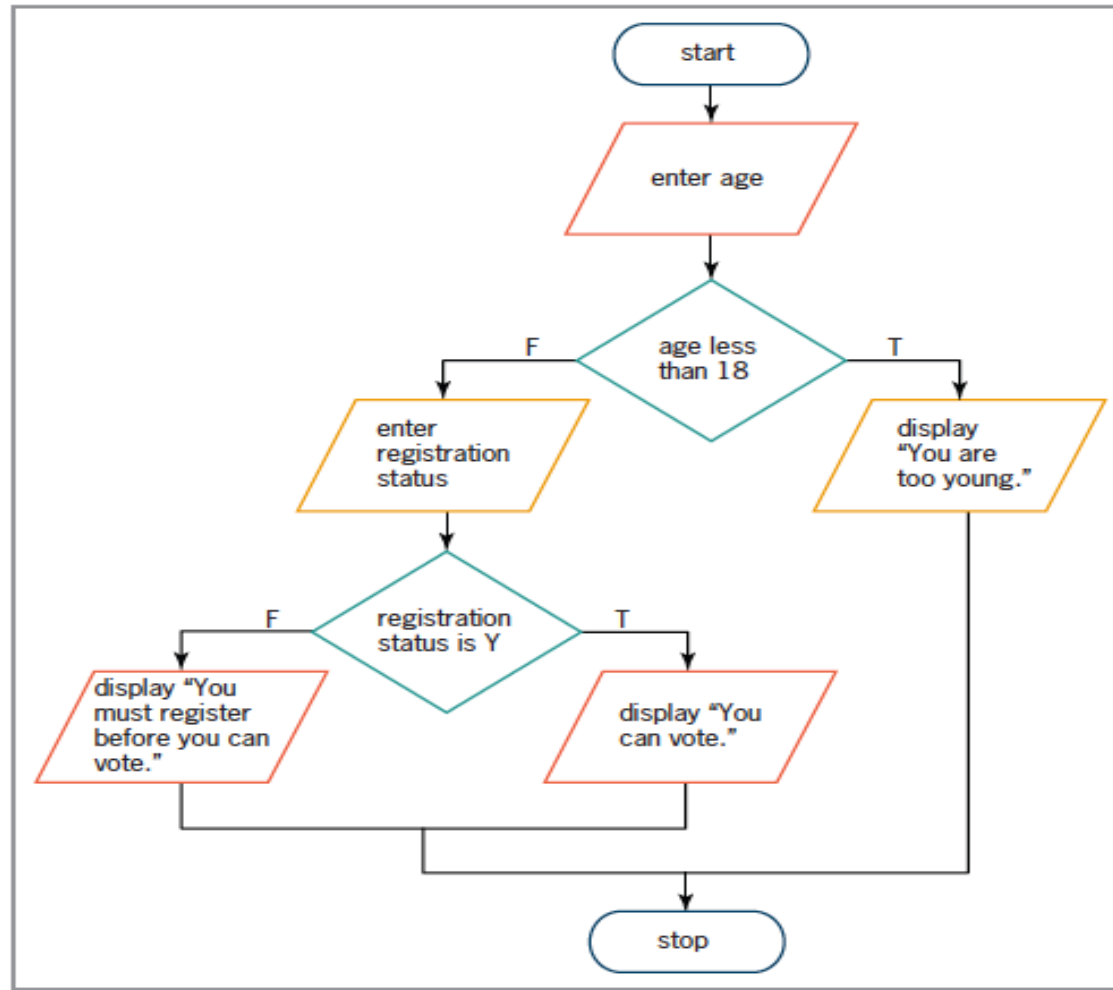 start
enter age
age less
than 18
F
T
enter
registration
status
display
“You are
too young.”
registration
status is Y
F
T
display “You
must register
before you can
vote.”
display “You
can vote.”
stop